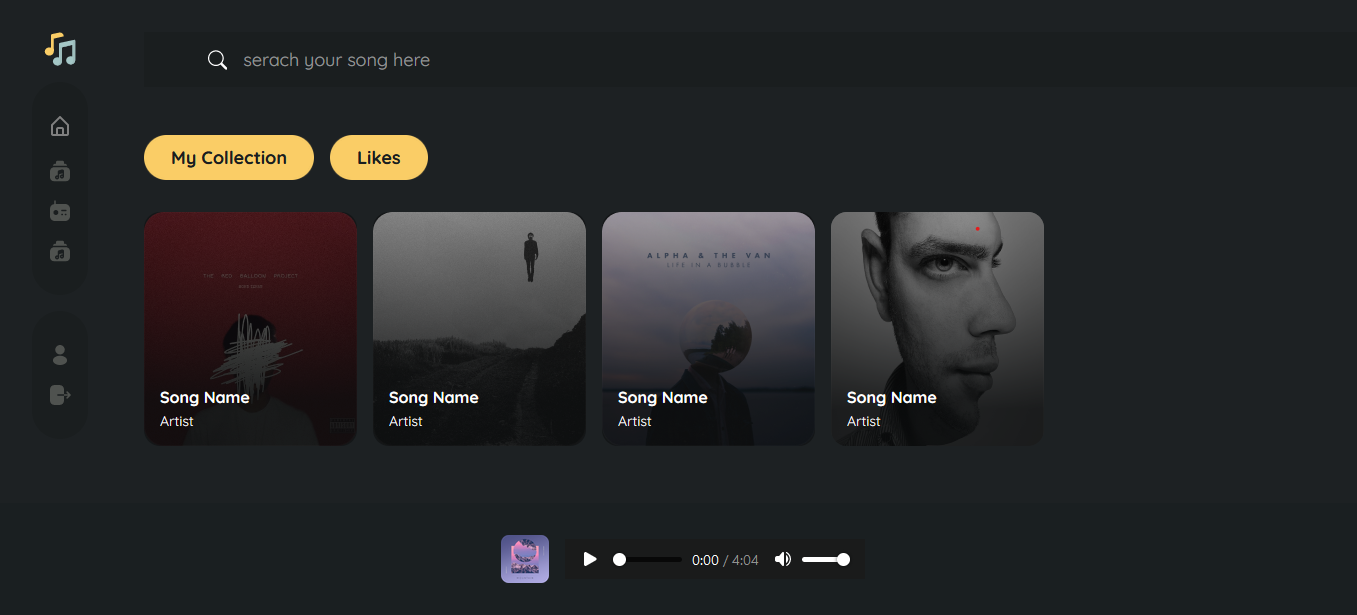 serach your song here
My Collection
Likes
THE RED BALLOON PROJECT
ALPHA & THE VAN
LIFE IN A BUBBLE
Song Name
Artist
Song Name
Artist
Song Name
Artist
Song Name
Artist
0:00 / 4:04